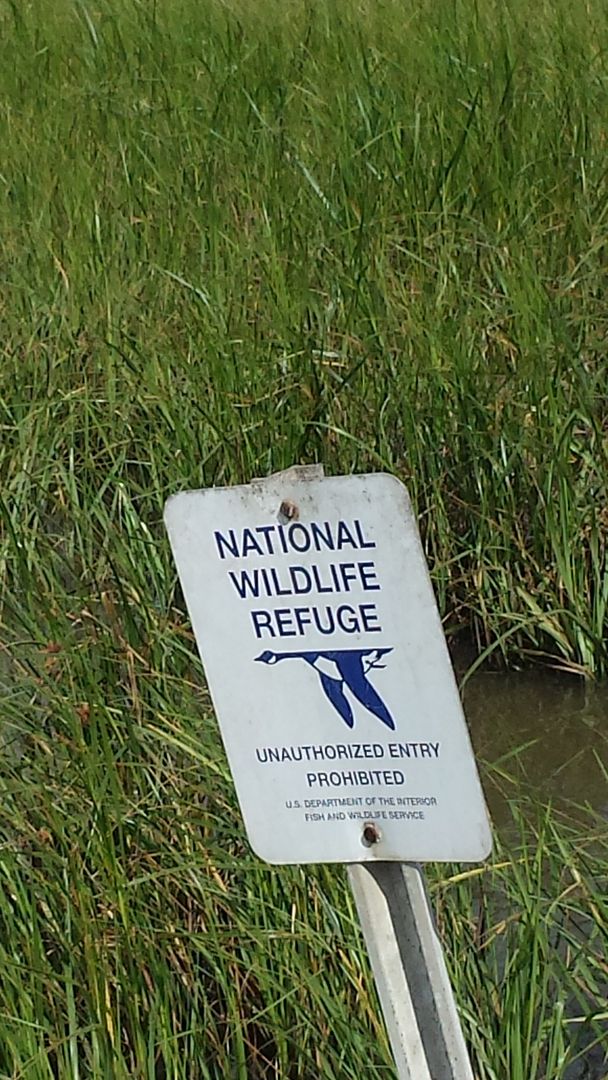 NATIONAL
WILDLIFE
REFUGE
UNAUTHORIZED ENTRY
PROHIBITED
U.S. DEPARTMENT OF THE INTERIOR
FISH AND WILDLIFE SERVICE